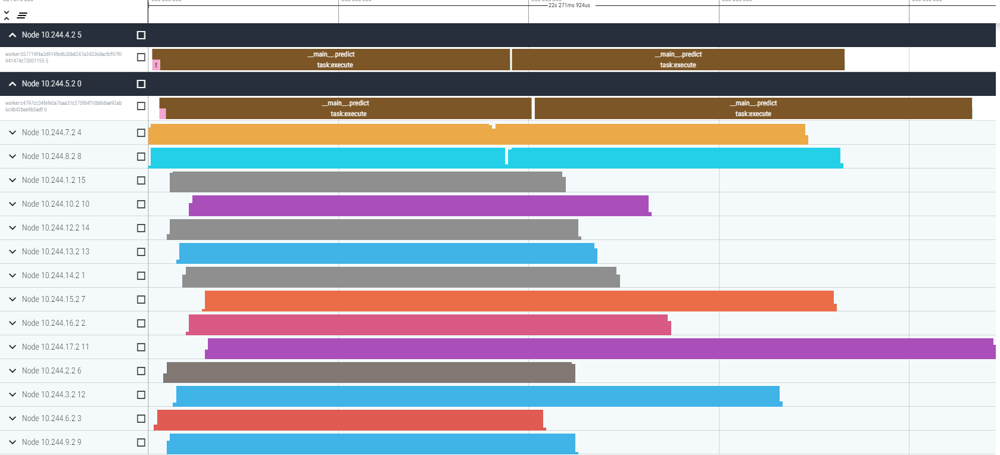 22s 271ms 924us
Node 10.244.4.2 5
worker:557719f4a3d919fed630bd247a343368acfcf97f0
941474c72001155 5
__main__.predict
__main__.predict
t
task:execute
task:execute
Node 10.244.5.2 0
worker:c4797cc34fefe0a76aa31c275f84f10b868ae92ab
6c4b42bee9b5adf 0
__main__.predict
__main__.predict
task:execute
task:execute
Node 10.244.7.2 4
Node 10.244.8.2 8
Node 10.244.1.2 15
Node 10.244.10.2 10
Node 10.244.12.2 14
Node 10.244.13.2 13
Node 10.244.14.2 1
Node 10.244.15.2 7
Node 10.244.16.2 2
Node 10.244.17.2 11
Node 10.244.2.2 6
Node 10.244.3.2 12
Node 10.244.6.2 3
Node 10.244.9.2 9